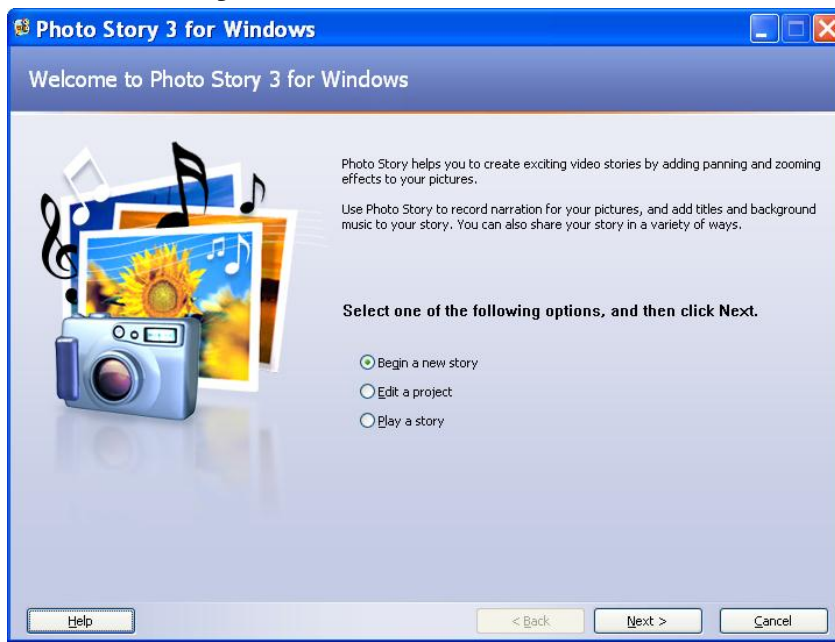 Photo Story 3 for Windows
Welcome to Photo Story 3 for Windows
Photo Story helps you to create exciting video stories by adding panning and zooming
effects to your pictures.
Use Photo Story to record narration for your pictures, and add titles and background
music to your story. You can also share your story in a variety of ways.
Select one of the following options, and then click Next.
Begin a new story
Edit a project
Play a story
Help
< Back
Next >
Cancel